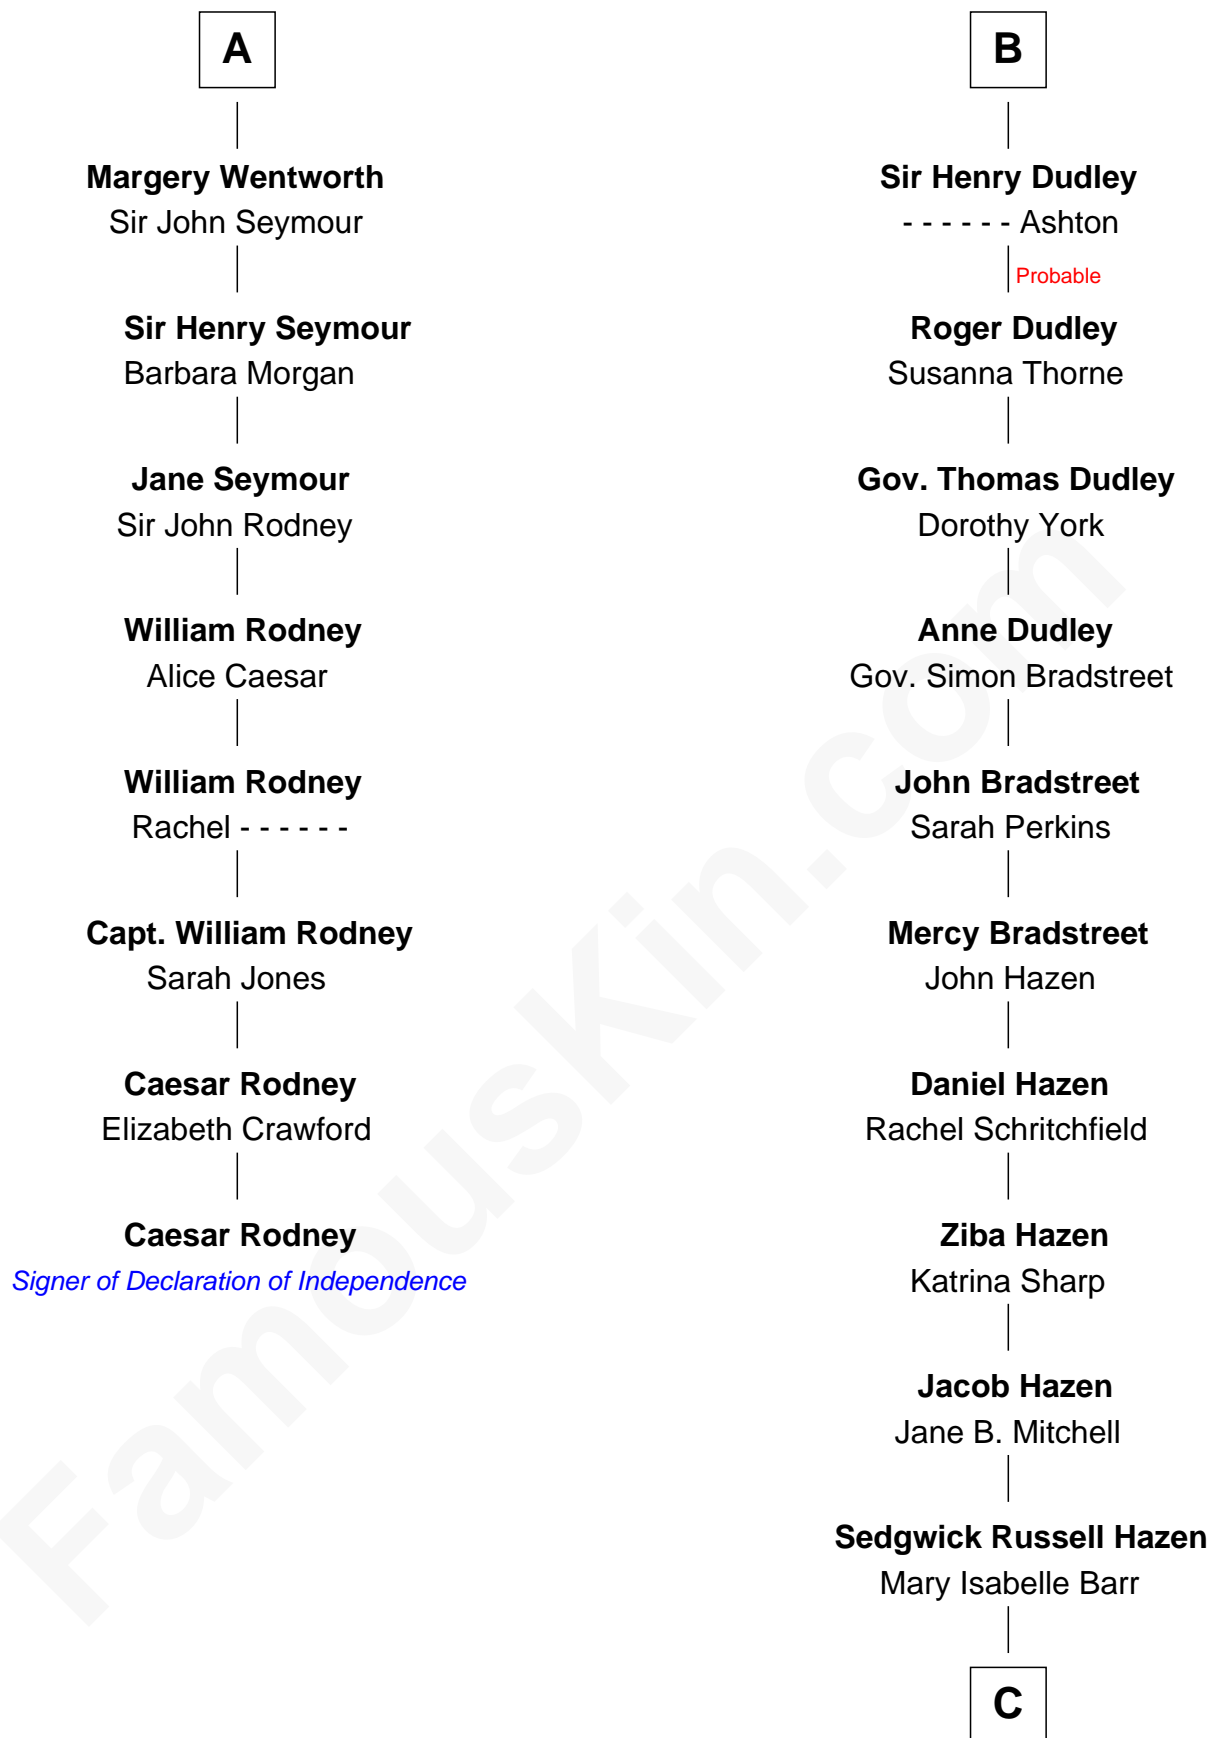 A
Margery Wentworth
Sir John Seymour
Sir Henry Seymour
Barbara Morgan
Jane Seymour
Sir John Rodney
William Rodney
Alice Caesar
William Rodney
Rachel - - - - - -
Capt. William Rodney
Sarah Jones
Caesar Rodney
Elizabeth Crawford
Caesar Rodney
Signer of Declaration of Independence
B
Sir Henry Dudley
- - - - - - Ashton
Probable
Roger Dudley
Susanna Thorne
Gov. Thomas Dudley
Dorothy York
Anne Dudley
Gov. Simon Bradstreet
John Bradstreet
Sarah Perkins
Mercy Bradstreet
John Hazen
Daniel Hazen
Rachel Schritchfield
Ziba Hazen
Katrina Sharp
Jacob Hazen
Jane B. Mitchell
Sedgwick Russell Hazen
Mary Isabelle Barr
C
FamousKin.com